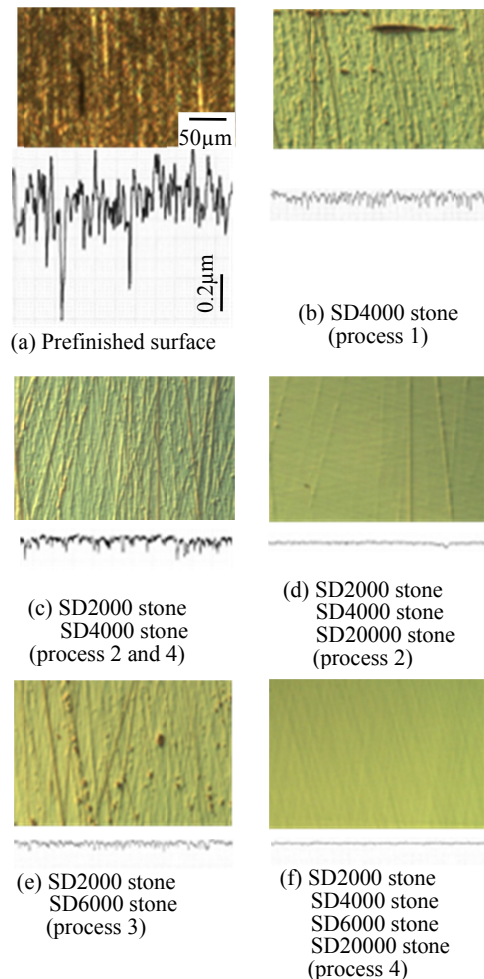 50µm
0.2µm
(a) Prefinished surface
(b) SD4000 stone
(process 1)
(c) SD2000 stone
SD4000 stone
(process 2 and 4)
(d) SD2000 stone
SD4000 stone
SD20000 stone
(process 2)
(e) SD2000 stone
SD6000 stone
(process 3)
(f) SD2000 stone
SD4000 stone
SD6000 stone
SD20000 stone
(process 4)